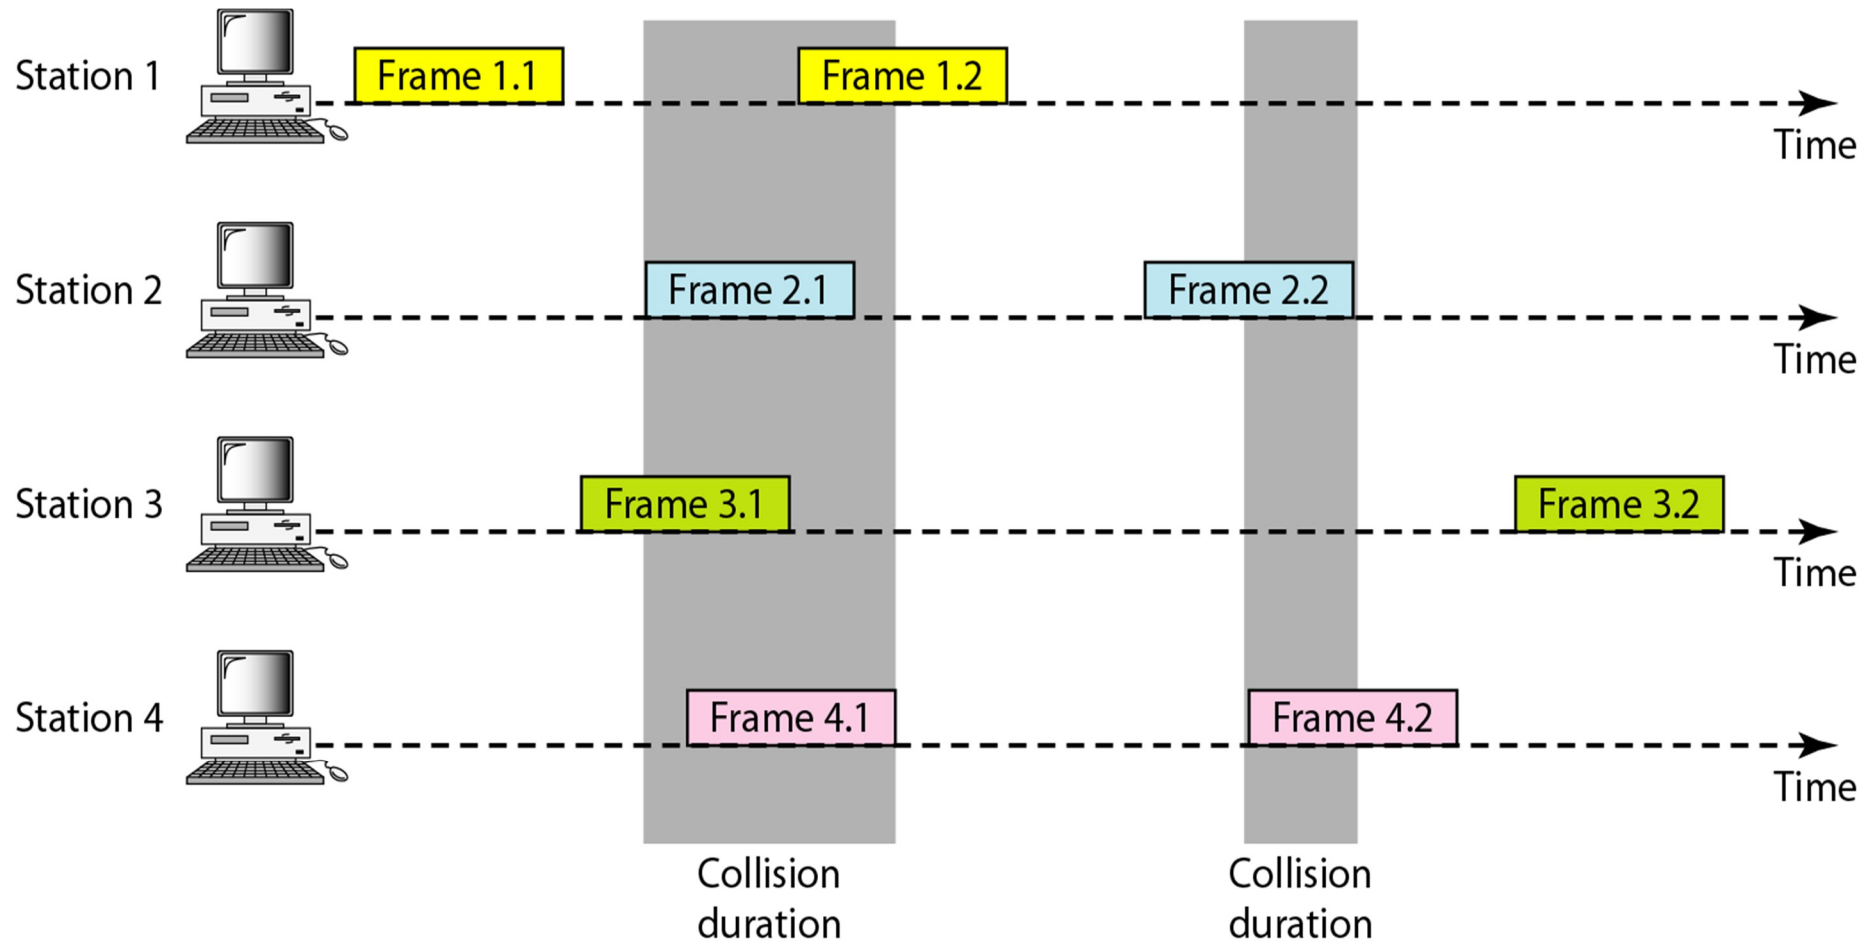 Station 1
Frame 1.1
Frame 1.2
Time
Station 2
Frame 2.1
Frame 2.2
Time
Station 3
Frame 3.1
Frame 3.2
Time
Station 4
Frame 4.1
Frame 4.2
Time
Collision
duration
Collision
duration